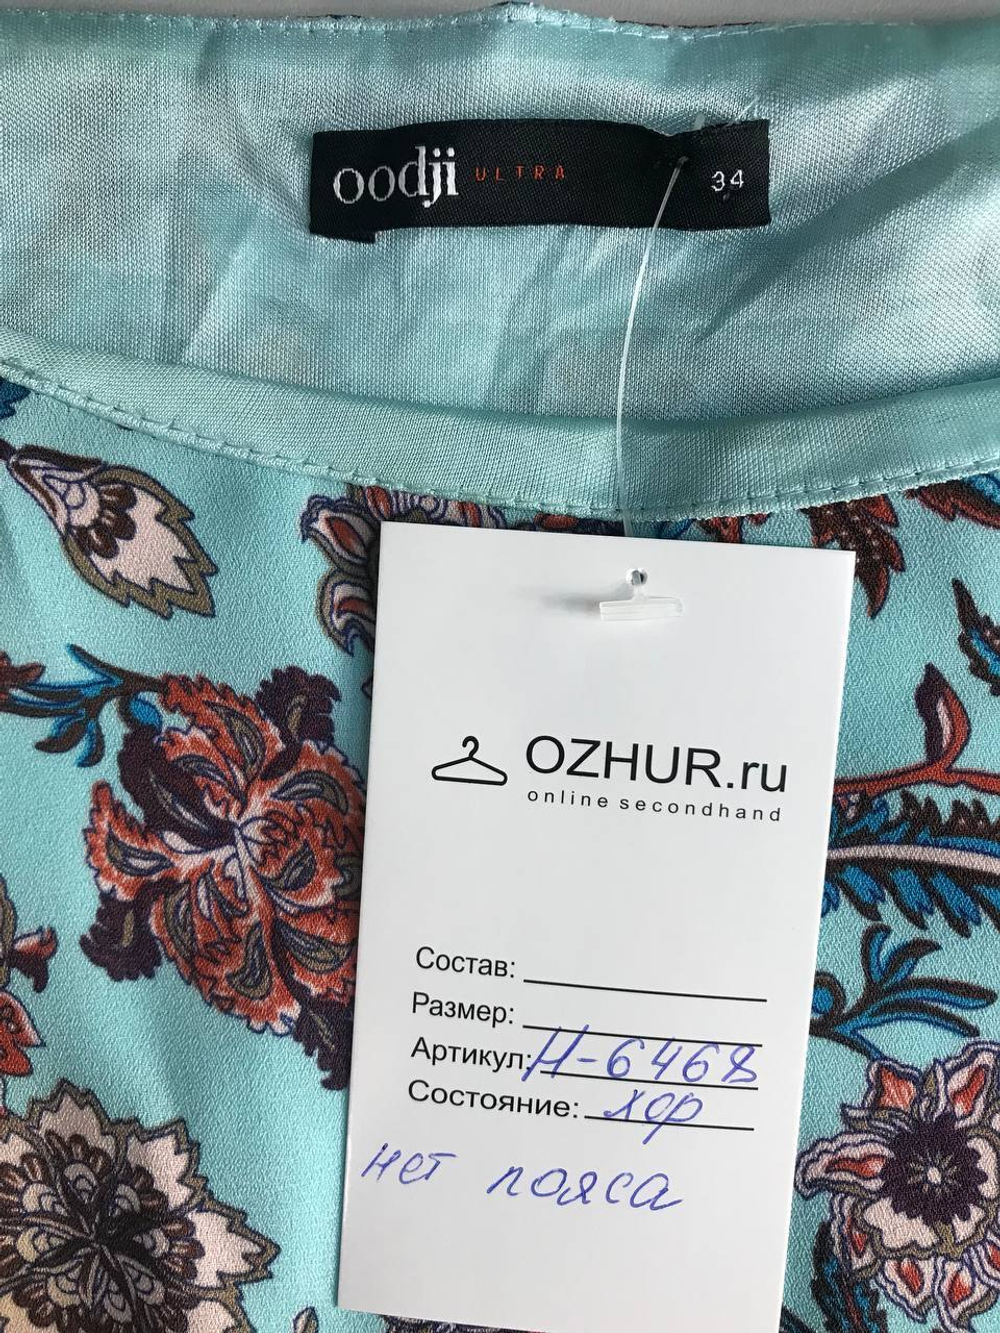 oodji ULTRA 34
OZHUR.ru
online secondhand
Состав:
Размер:
Артикул: Н-6468
Состояние: хор
нет пояса